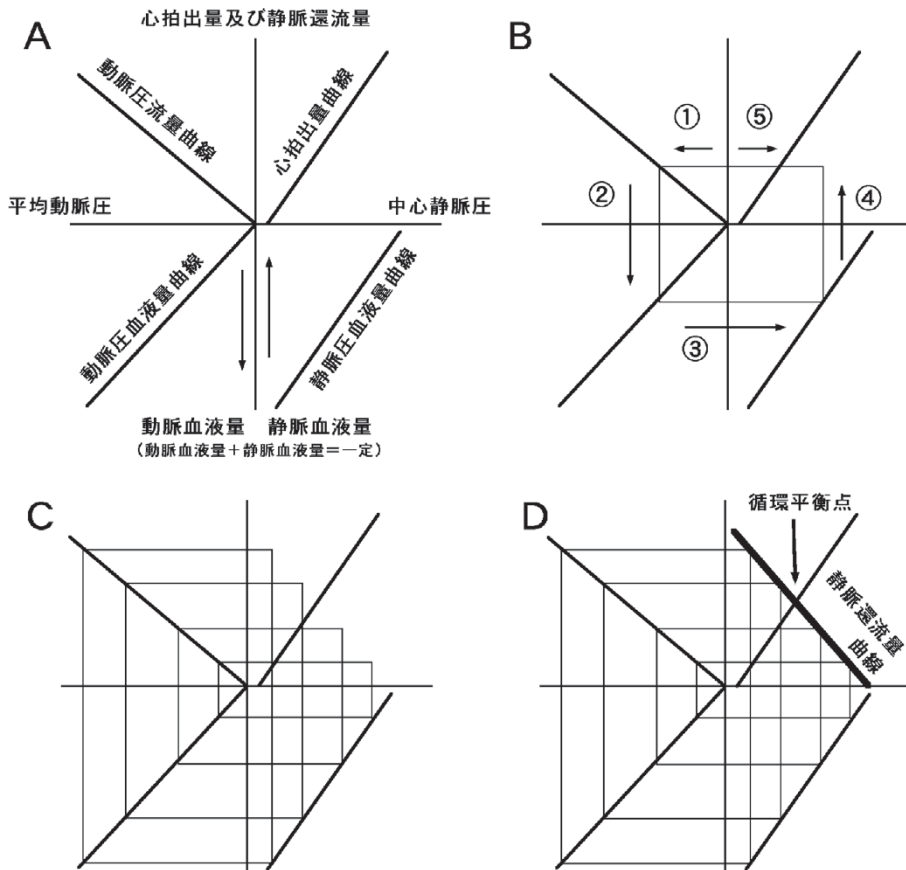 A
心拍出量及び静脈還流量
動脈圧流量曲線
心拍出量曲線
平均動脈圧
中心静脈圧
動脈圧血液量曲線
静脈圧血液量曲線
動脈血液量 静脈血液量
(動脈血液量+静脈血液量=一定)
B
① ⑤
② ④
③
C
D
循環平衡点
静脈還流量
曲線